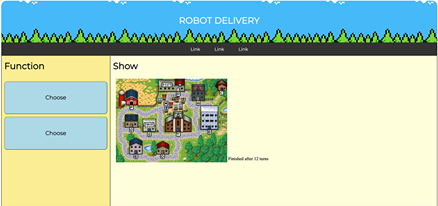 ROBOT DELIVERY
Link Link Link
Function
Show
Choose
Choose
Finished after 12 turns